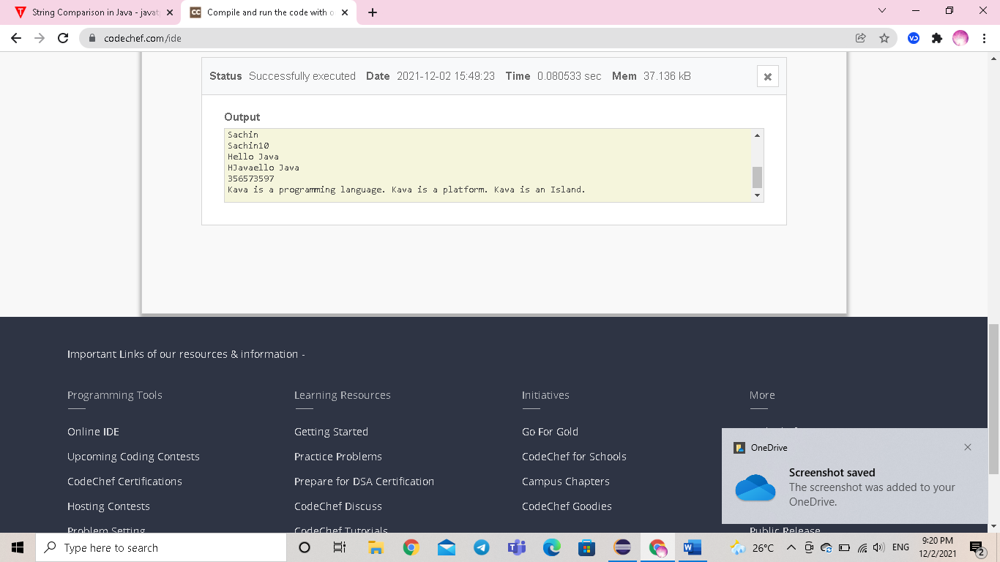 String Comparison in Java - javat
Compile and run the code with o
codechef.com/ide
Status Successfully executed Date 2021-12-02 15:49:23 Time 0.080533 sec Mem 37.136 kB
Output
Sachin
Sachin10
Hello Java
HJavaello Java
356573597
Kava is a programming language. Kava is a platform. Kava is an Island.
Important Links of our resources & information -
Programming Tools
Learning Resources
Initiatives
More
Online IDE
Getting Started
Go For Gold
Upcoming Coding Contests
Practice Problems
CodeChef for Schools
CodeChef Certifications
Prepare for DSA Certification
Campus Chapters
Hosting Contests
CodeChef Discuss
CodeChef Goodies
Problem Setting
CodeChef Tutorials
Public Release
OneDrive
Screenshot saved
The screenshot was added to your
OneDrive.
Type here to search
26°C
ENG
9:20 PM
12/2/2021
2